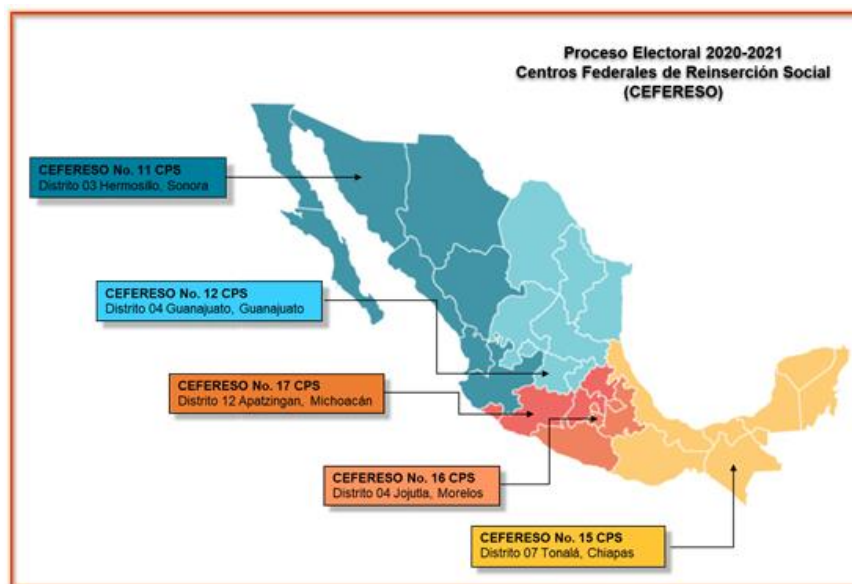 Proceso Electoral 2020-2021
Centros Federales de Reinserción Social
(CEFERESO)
CEFERESO No. 11 CPS
Distrito 03 Hermosillo, Sonora
CEFERESO No. 12 CPS
Distrito 04 Guanajuato, Guanajuato
CEFERESO No. 17 CPS
Distrito 12 Apatzingan, Michoacán
CEFERESO No. 16 CPS
Distrito 04 Jojutla, Morelos
CEFERESO No. 15 CPS
Distrito 07 Tonalá, Chiapas